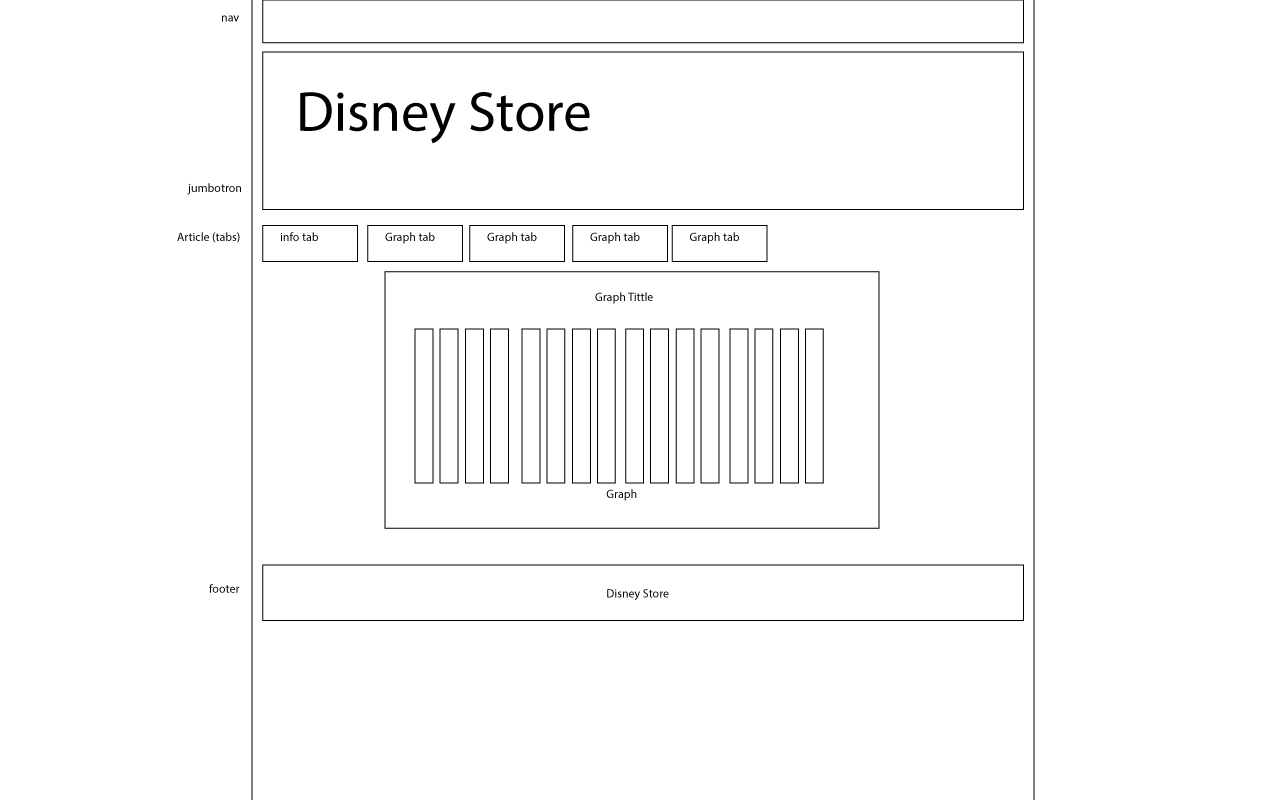 nav
Disney Store
jumbotron
Article (tabs)
info tab
Graph tab
Graph tab
Graph tab
Graph tab
Graph Tittle
Graph
footer
Disney Store